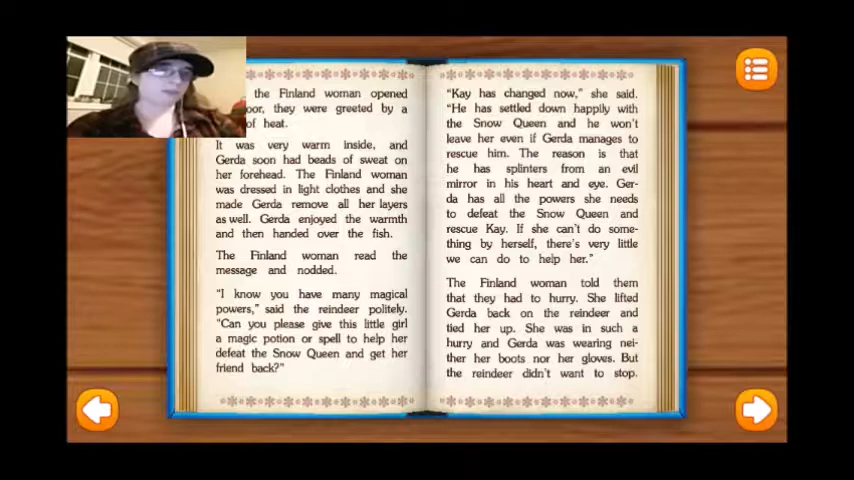 the Finland woman opened
oor, they were greeted by a
of heat.
It was very warm inside, and
Gerda soon had beads of sweat on
her forehead. The Finland woman
was dressed in light clothes and she
made Gerda remove all her layers
as well. Gerda enjoyed the warmth
and then handed over the fish.
The Finland woman read the
message and nodded.
“I know you have many magical
powers,” said the reindeer politely.
“Can you please give this little girl
a magic potion or spell to help her
defeat the Snow Queen and get her
friend back?”
“Kay has changed now,” she said.
“He has settled down happily with
the Snow Queen and he won’t
leave her even if Gerda manages to
rescue him. The reason is that
he has splinters from an evil
mirror in his heart and eye. Ger-
da has all the powers she needs
to defeat the Snow Queen and
rescue Kay. If she can’t do some-
thing by herself, there’s very little
we can do to help her.”
The Finland woman told them
that they had to hurry. She lifted
Gerda back on the reindeer and
tied her up. She was in such a
hurry and Gerda was wearing nei-
ther her boots nor her gloves. But
the reindeer didn’t want to stop.